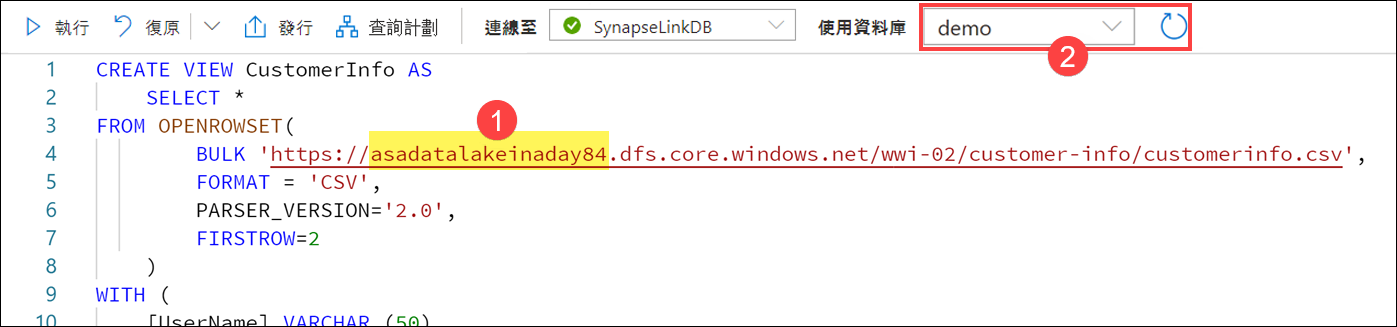 執行 復原 發行 查詢計劃 連線至 SynapseLinkDB 使用資料庫 demo
2
1 CREATE VIEW CustomerInfo AS
2 SELECT *
1
3 FROM OPENROWSET(
4 BULK 'https://asadatalakeinaday84.dfs.core.windows.net/wwi-02/customer-info/customerinfo.csv',
5 FORMAT = 'CSV',
6 PARSER_VERSION='2.0',
7 FIRSTROW=2
8 )
9 WITH (
10 [UserName] VARCHAR (50)